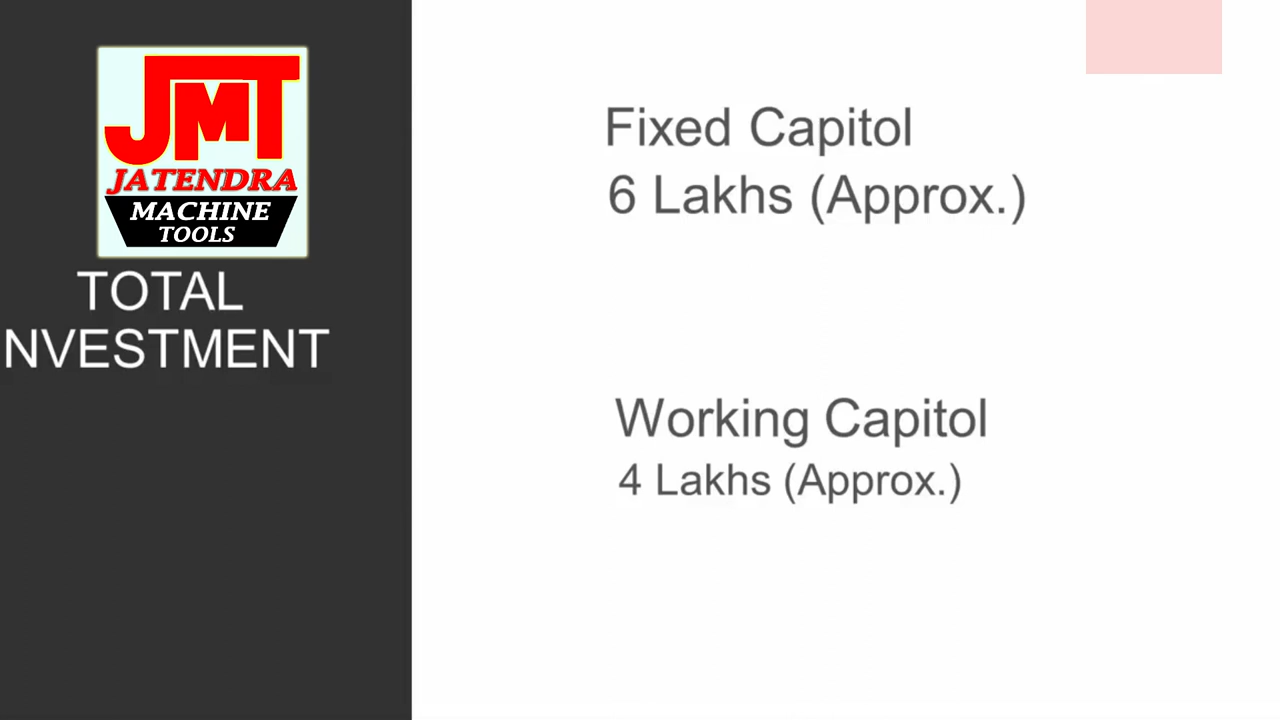 JMT
JATENDRA
MACHINE
TOOLS
TOTAL
NVESTMENT
Fixed Capitol
6 Lakhs (Approx.)
Working Capitol
4 Lakhs (Approx.)